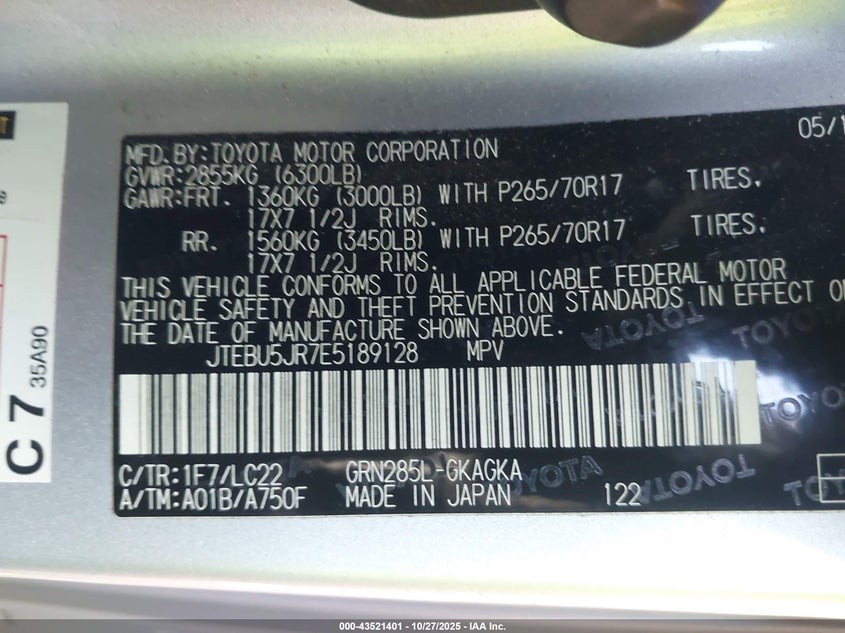 05/1
MFD.BY:TOYOTA MOTOR CORPORATION
GVWR:2855KG (6300LB)
GAWR:FRT. 1360KG (3000LB) WITH P265/70R17 TIRES.
17X7 1/2J RIMS.
RR. 1560KG (3450LB) WITH P265/70R17 TIRES.
17X7 1/2J RIMS.
THIS VEHICLE CONFORMS TO ALL APPLICABLE FEDERAL MOTOR
VEHICLE SAFETY AND THEFT PREVENTION STANDARDS IN EFFECT O
THE DATE OF MANUFACTURE SHOWN ABOVE.
JTEBU5JR7E5189128 MPV
C/TR:1F7/LC22 GRN285L-GKAGKA
A/TM:A01B/A750F MADE IN JAPAN 122
C7
35A90
TOYOTA
TOYOTA
TOYOTA
000-43521401 | 10/27/2025 | IAA Inc.